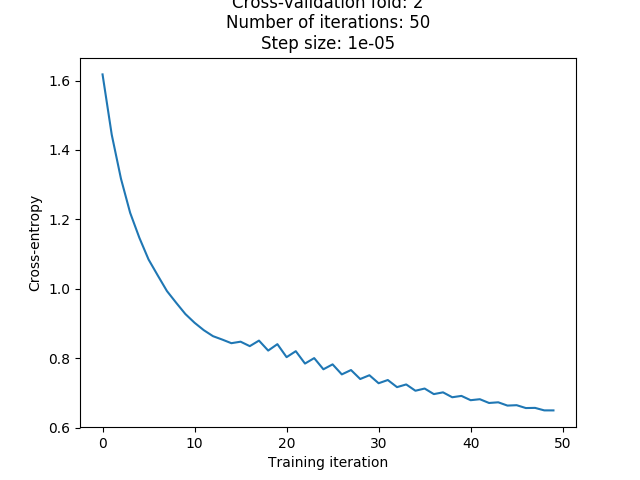 Cross-validation fold: 2
Number of iterations: 50
Step size: 1e-05
1.6
1.4
1.2
1.0
0.8
0.6
Cross-entropy
0 10 20 30 40 50
Training iteration